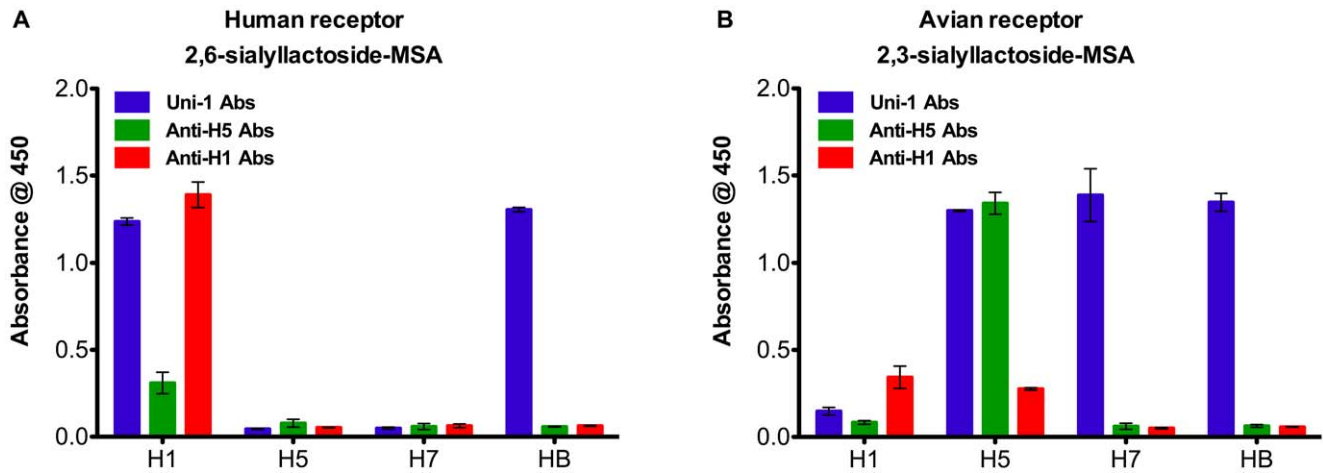 A
Human receptor
2,6-sialyllactoside-MSA
Absorbance @ 450
2.0
1.5
1.0
0.5
0.0
Uni-1 Abs
Anti-H5 Abs
Anti-H1 Abs
H1 H5 H7 HB
B
Avian receptor
2,3-sialyllactoside-MSA
Absorbance @ 450
2.0
1.5
1.0
0.5
0.0
Uni-1 Abs
Anti-H5 Abs
Anti-H1 Abs
H1 H5 H7 HB